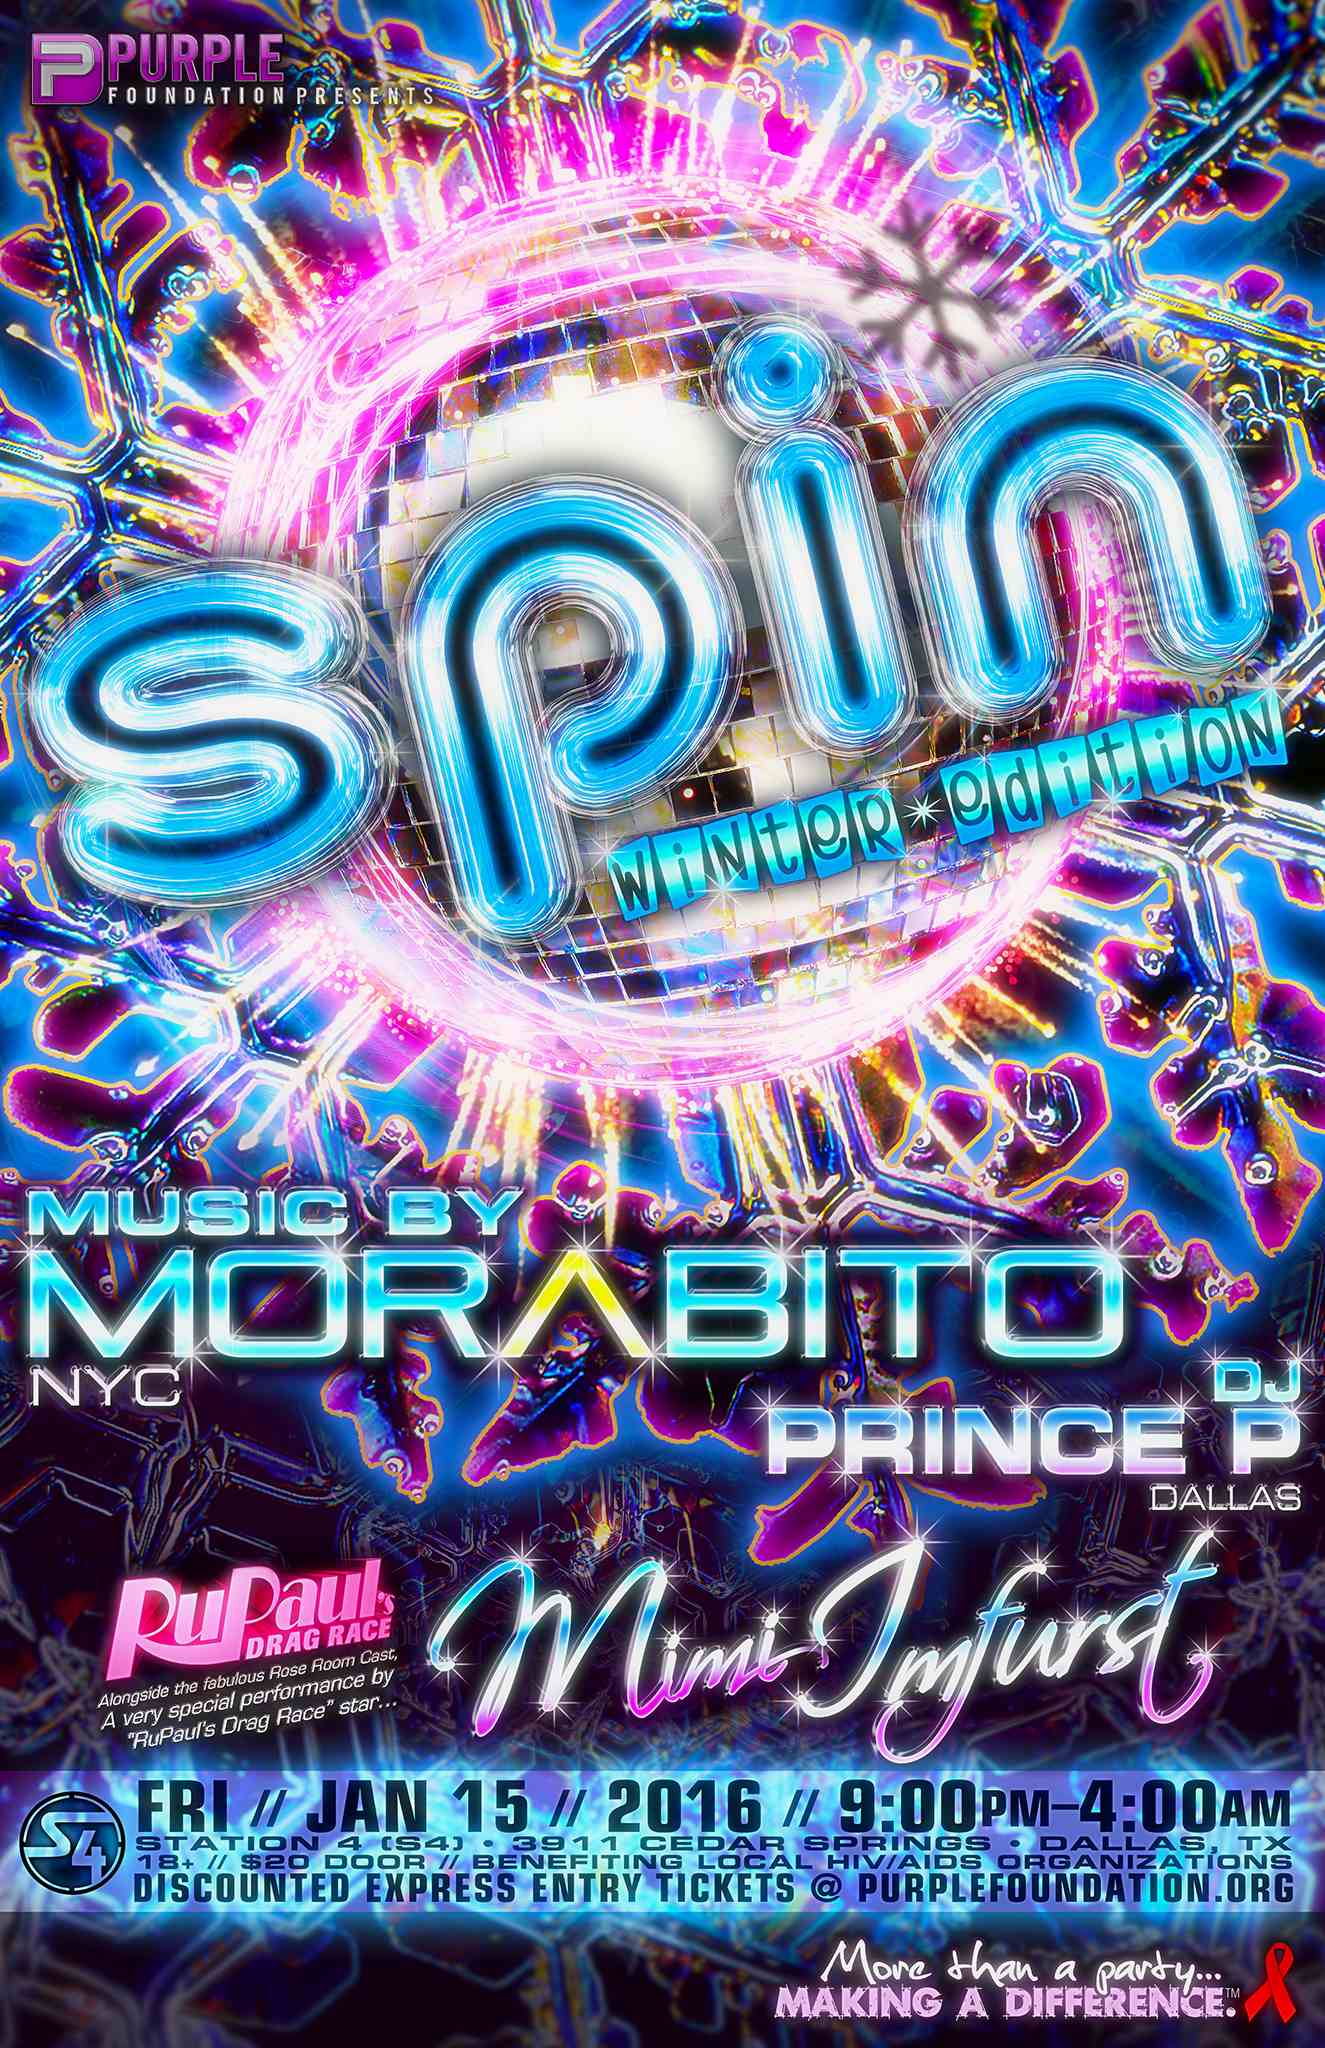 P PURPLE
FOUNDATION PRESENTS
spin
WiNteR * eDitiON
MUSIC BY
MORΛBITO
NYC
DJ
PRINCE P
DALLAS
RuPaul's
DRAG RACE
Mimi Imfurst
Alongside the fabulous Rose Room Cast,
A very special performance by
"RuPaul's Drag Race" star...
S4
FRI // JAN 15 // 2016 // 9:00PM–4:00AM
STATION 4 (S4) • 3911 CEDAR SPRINGS • DALLAS, TX
18+ // $20 DOOR // BENEFITING LOCAL HIV/AIDS ORGANIZATIONS
DISCOUNTED EXPRESS ENTRY TICKETS @ PURPLEFOUNDATION.ORG
More than a party...
MAKING A DIFFERENCE.™